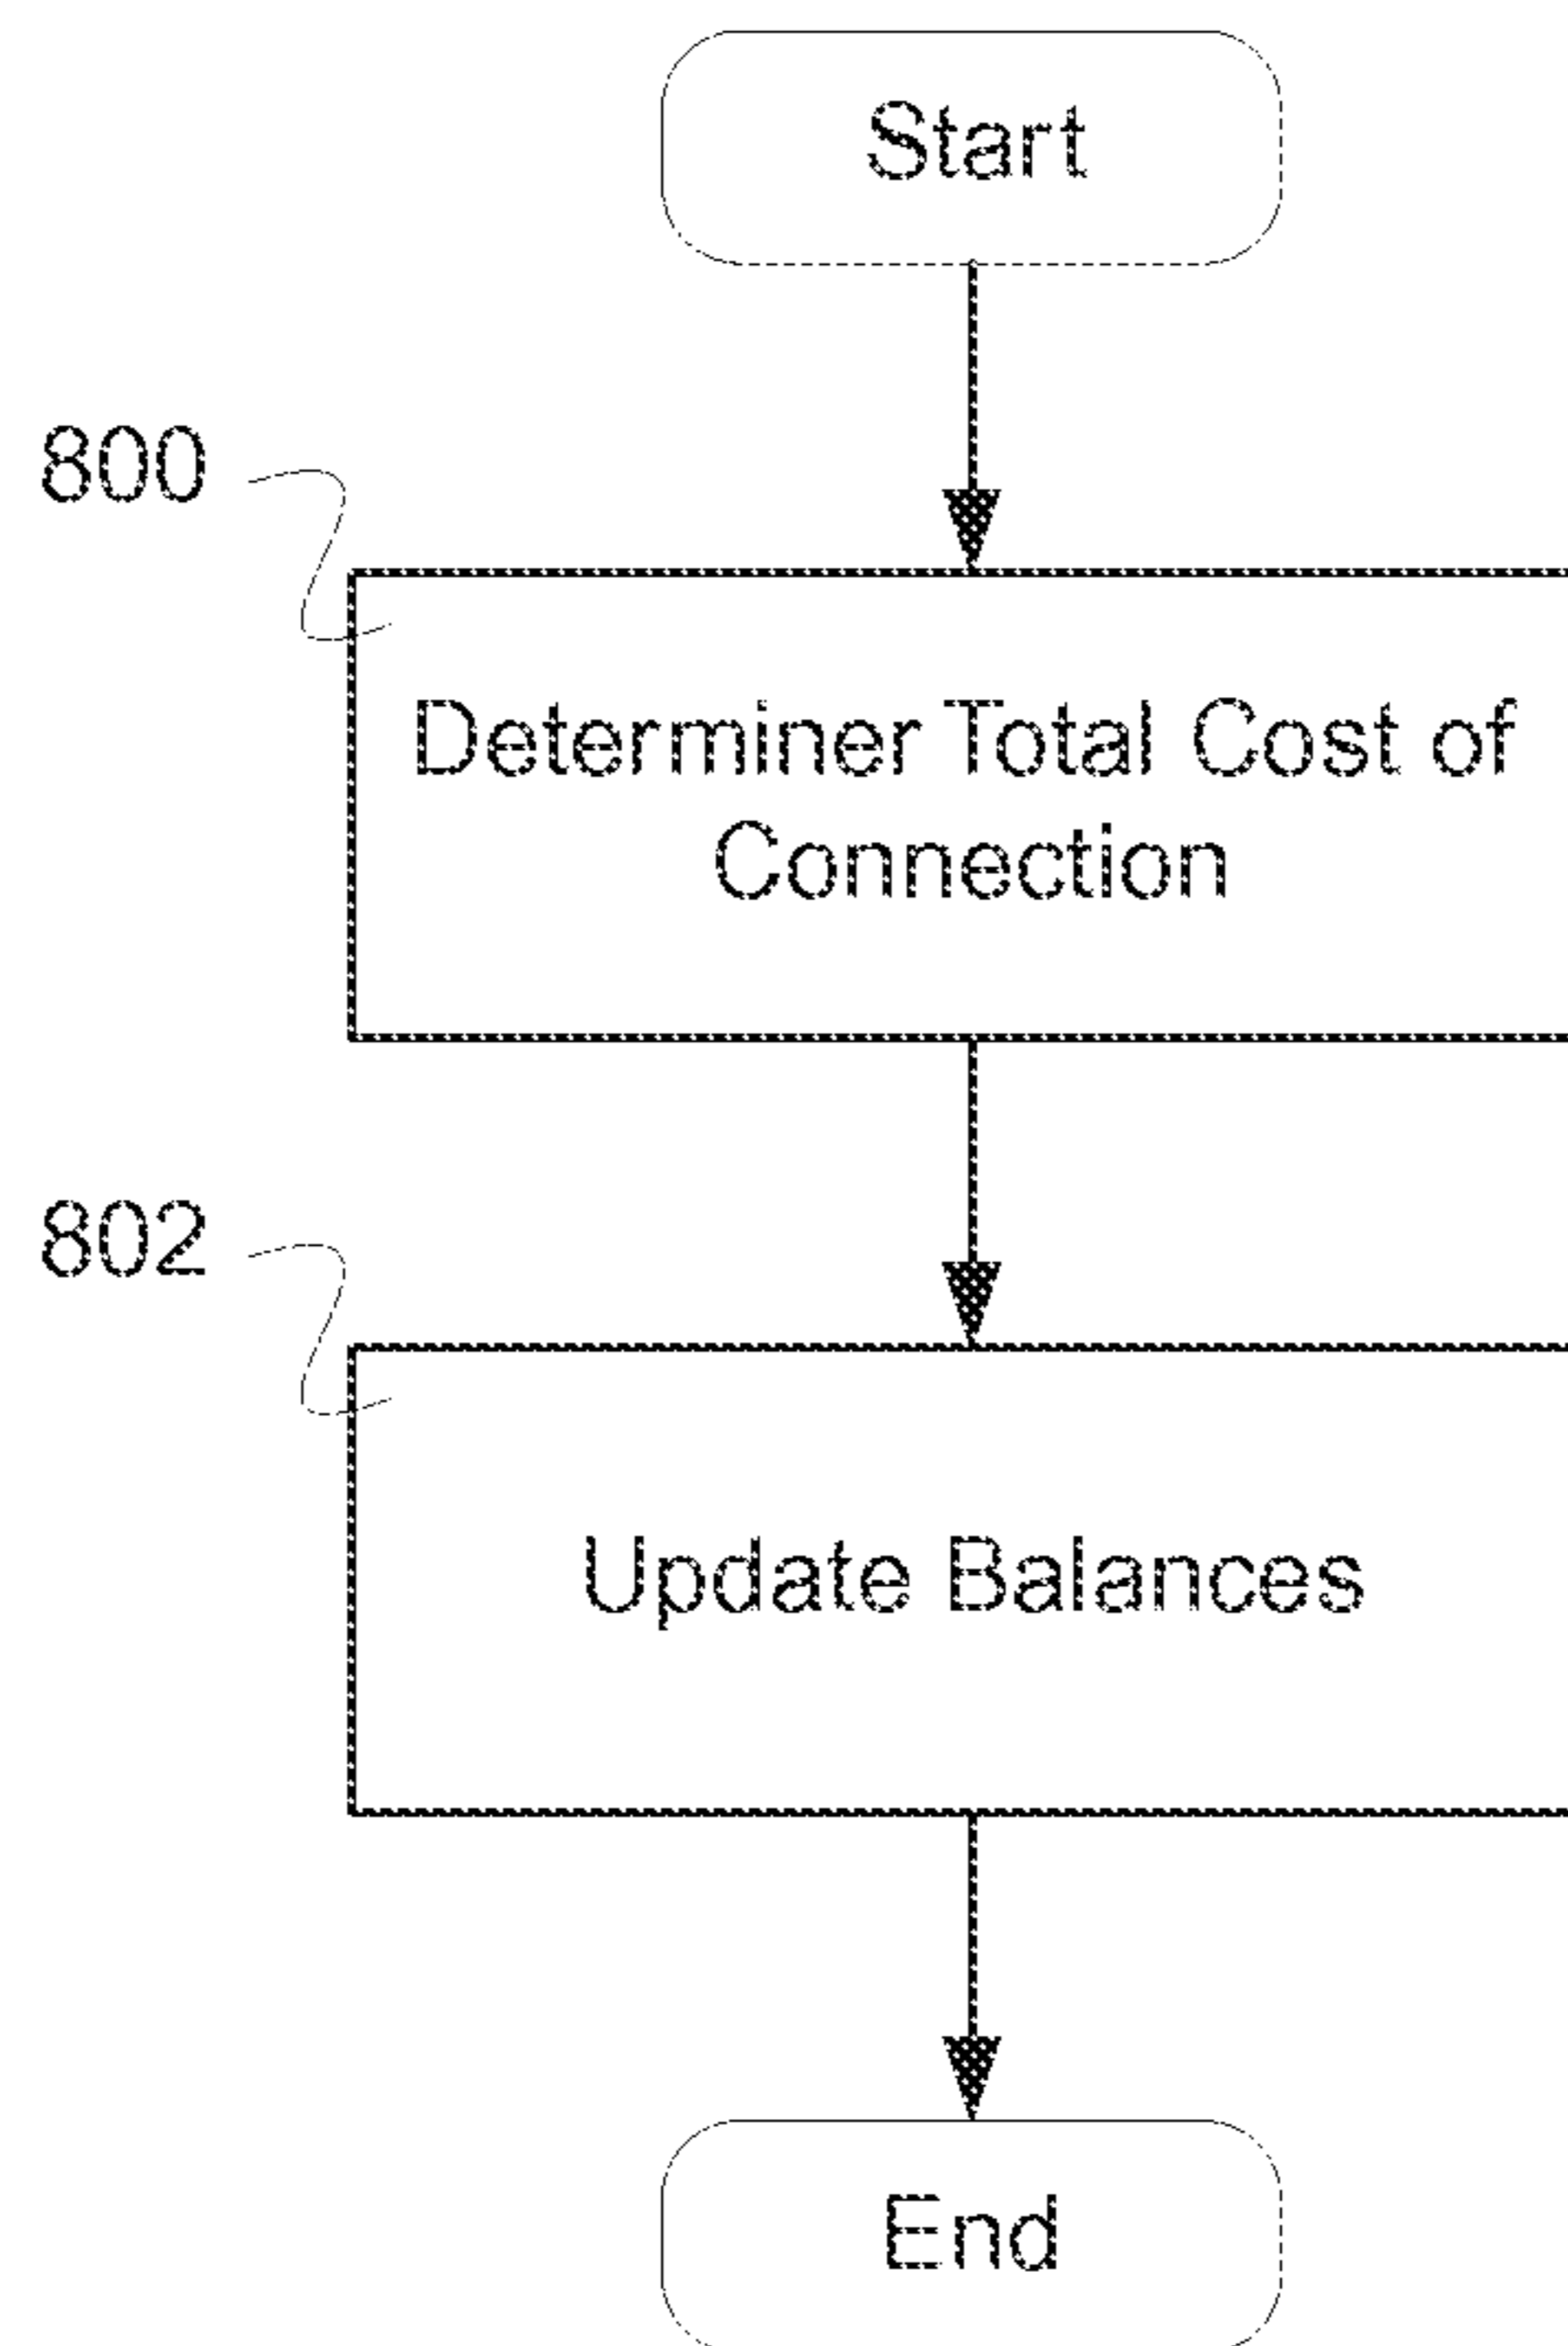 Start
800
Determiner Total Cost of
Connection
802
Update Balances
End